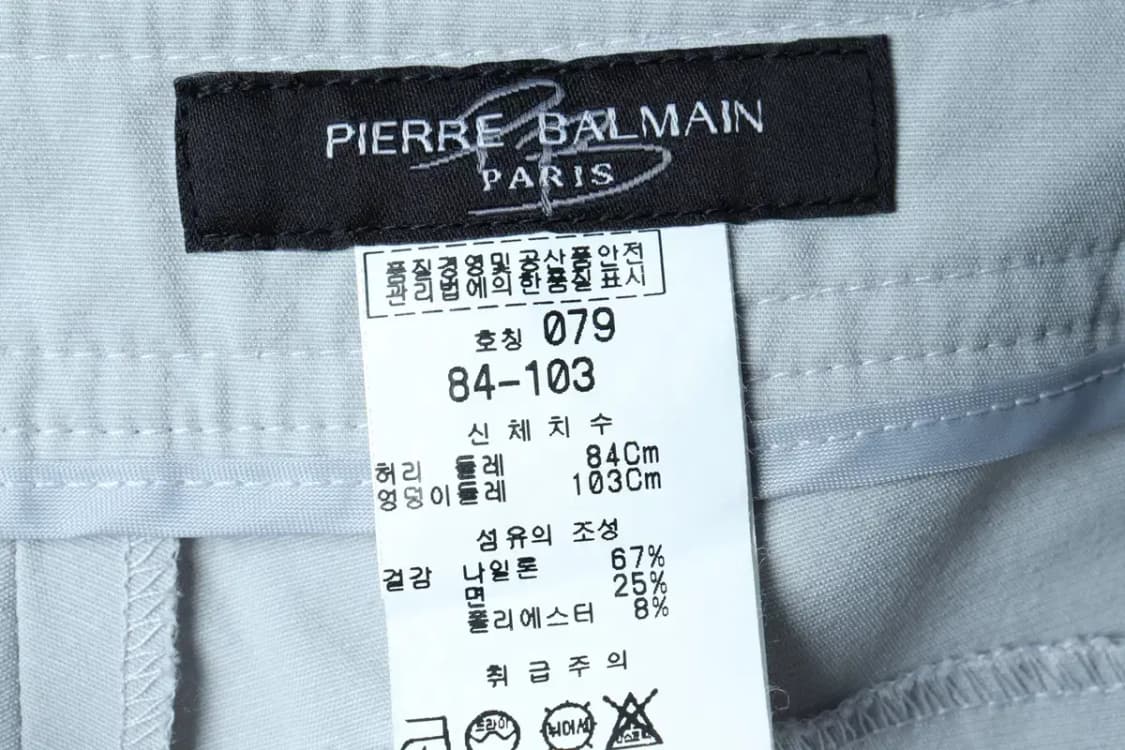 PIERRE BALMAIN
PARIS
품질경영및공산품안전
관리법에의한품질표시
호칭 079
84-103
신체치수
허리 둘레 84Cm
엉덩이둘레 103Cm
섬유의 조성
겉감 나일론 67%
면 25%
폴리에스터 8%
취급주의
드라이